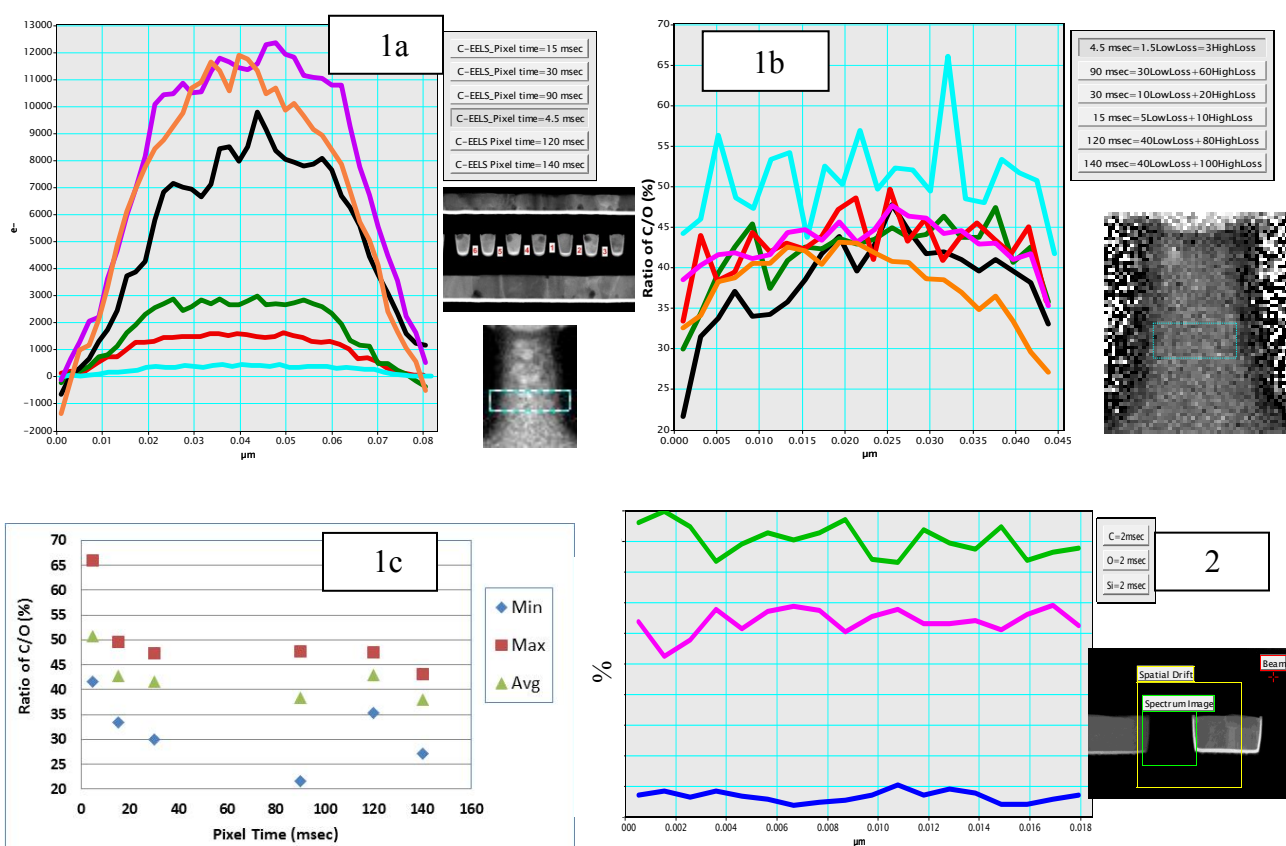 1a
13000
12000
11000
10000
9000
8000
7000
6000
5000
4000
3000
2000
1000
0
-1000
-2000
e-
0.00 0.01 0.02 0.03 0.04 0.05 0.06 0.07 0.08
µm
C-EELS_Pixel time=15 msec
C-EELS_Pixel time=30 msec
C-EELS_Pixel time=90 msec
C-EELS_Pixel time=4.5 msec
C-EELS Pixel time=120 msec
C-EELS Pixel time=140 msec
1b
70
65
60
55
50
45
40
35
30
25
20
Ratio of C/O (%)
0.000 0.005 0.010 0.015 0.020 0.025 0.030 0.035 0.040 0.045
µm
4.5 msec=1.5LowLoss=3HighLoss
90 msec=30LowLoss+60HighLoss
30 msec=10LowLoss+20HighLoss
15 msec=5LowLoss+10HighLoss
120 msec=40LowLoss+80HighLoss
140 msec=40LowLoss+100HighLoss
1c
70
65
60
55
50
45
40
35
30
25
20
Ratio of C/O (%)
0 20 40 60 80 100 120 140 160
Pixel Time (msec)
Min
Max
Avg
2
%
000 0.002 0.004 0.006 0.008 0.010 0.012 0.014 0.016 0.018
µm
C=2msec
O=2 msec
Si=2 msec
Spatial Drift
Beam
Spectrum Image